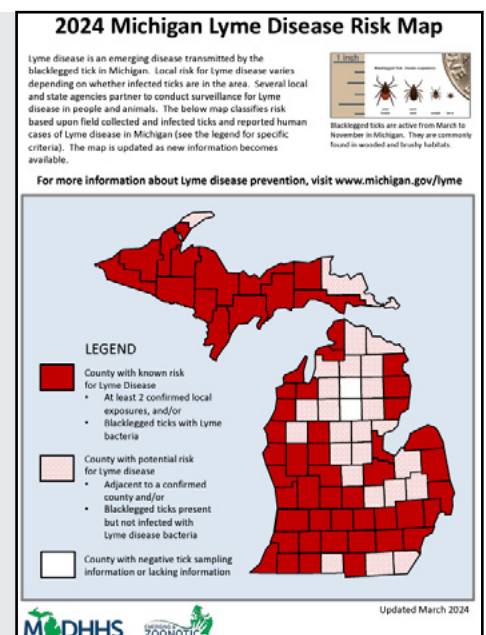 2024 Michigan Lyme Disease Risk Map
Lyme disease is an emerging disease transmitted by the
blacklegged tick in Michigan. Local risk for Lyme disease varies
depending on whether infected ticks are in the area. Several local
and state agencies partner to conduct surveillance for Lyme
disease in people and animals. The below map classifies risk
based upon field collected and infected ticks and reported human
cases of Lyme disease in Michigan (see the legend for specific
criteria). The map is updated as new information becomes
available.
1 inch
Blacklegged ticks are active from March to
November in Michigan. They are commonly
found in wooded and brushy habitats.
For more information about Lyme disease prevention, visit www.michigan.gov/lyme
LEGEND
County with known risk
for Lyme Disease
• At least 2 confirmed local
exposures, and/or
• Blacklegged ticks with Lyme
bacteria
County with potential risk
for Lyme disease
• Adjacent to a confirmed
county and/or
• Blacklegged ticks present
but not infected with
Lyme disease bacteria
County with negative tick sampling
information or lacking information
Updated March 2024
MDHHS
EMERGING &
ZOONOTIC